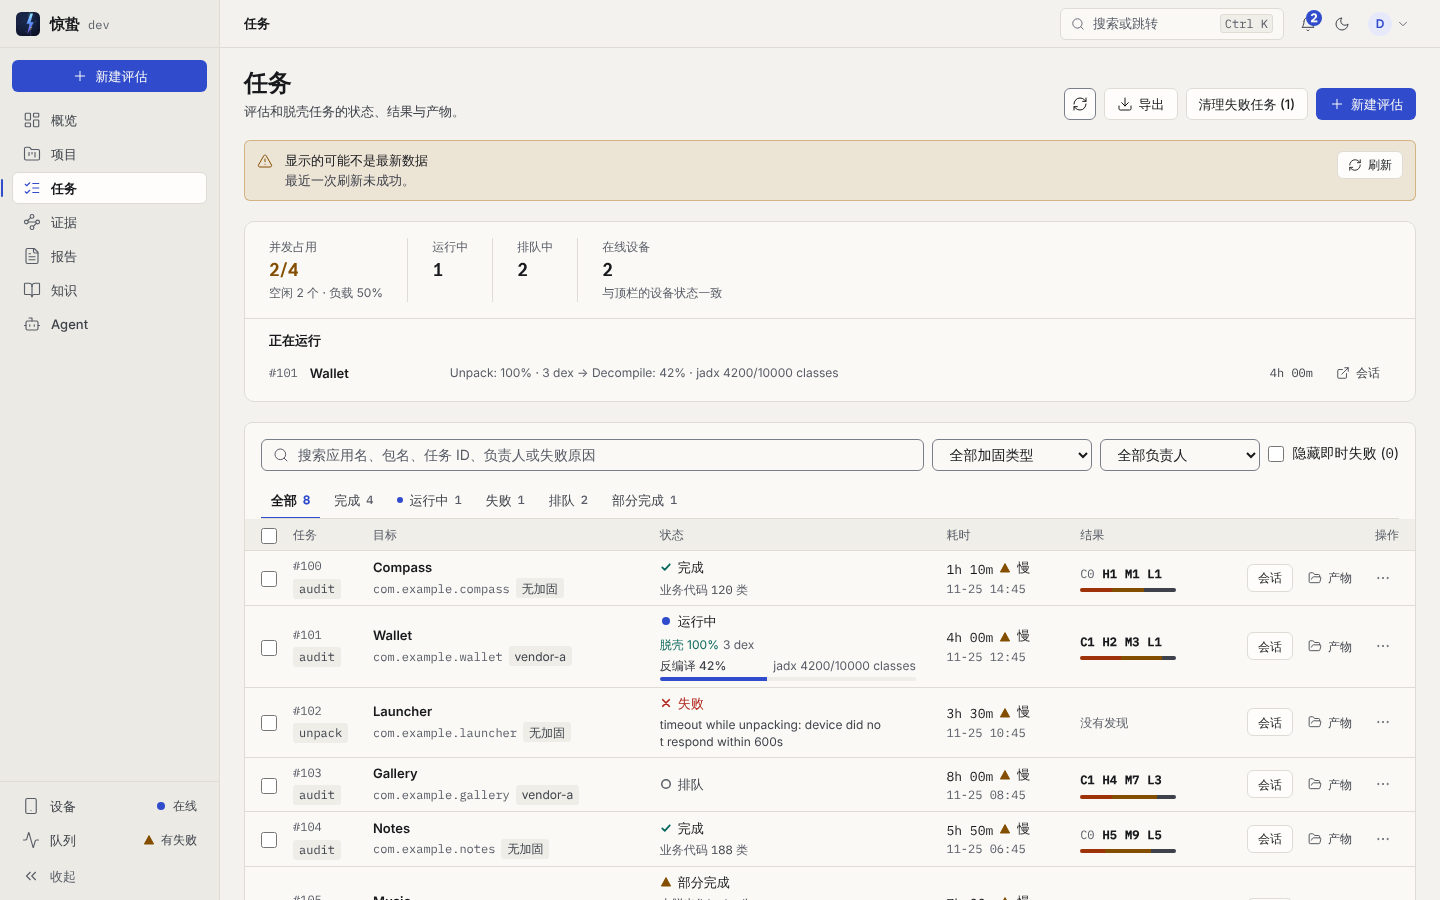 惊蛰 dev
任务
搜索或跳转 Ctrl K
2
D
新建评估
概览
项目
任务
证据
报告
知识
Agent
设备 在线
队列 有失败
收起
任务
评估和脱壳任务的状态、结果与产物。
导出 清理失败任务 (1) 新建评估
显示的可能不是最新数据
最近一次刷新未成功。
刷新
并发占用 运行中 排队中 在线设备
2/4 1 2 2
空闲 2 个 · 负载 50% 与顶栏的设备状态一致
正在运行
#101 Wallet Unpack: 100% · 3 dex → Decompile: 42% · jadx 4200/10000 classes 4h 00m 会话
搜索应用名、包名、任务 ID、负责人或失败原因 全部加固类型 全部负责人 隐藏即时失败 (0)
全部 8 完成 4 运行中 1 失败 1 排队 2 部分完成 1
任务 目标 状态 耗时 结果 操作
#100 Compass 完成 1h 10m 慢 C0 H1 M1 L1 会话 产物 ···
audit com.example.compass 无加固 业务代码 120 类 11-25 14:45
#101 Wallet 运行中 4h 00m 慢 C1 H2 M3 L1 会话 产物 ···
audit com.example.wallet vendor-a 脱壳 100% 3 dex 11-25 12:45
反编译 42% jadx 4200/10000 classes
#102 Launcher 失败 3h 30m 慢 没有发现 会话 产物 ···
unpack com.example.launcher 无加固 timeout while unpacking: device did no 11-25 10:45
t respond within 600s
#103 Gallery 排队 8h 00m 慢 C1 H4 M7 L3 会话 产物 ···
audit com.example.gallery vendor-a 11-25 08:45
#104 Notes 完成 5h 50m 慢 C0 H5 M9 L5 会话 产物 ···
audit com.example.notes 无加固 业务代码 188 类 11-25 06:45
部分完成